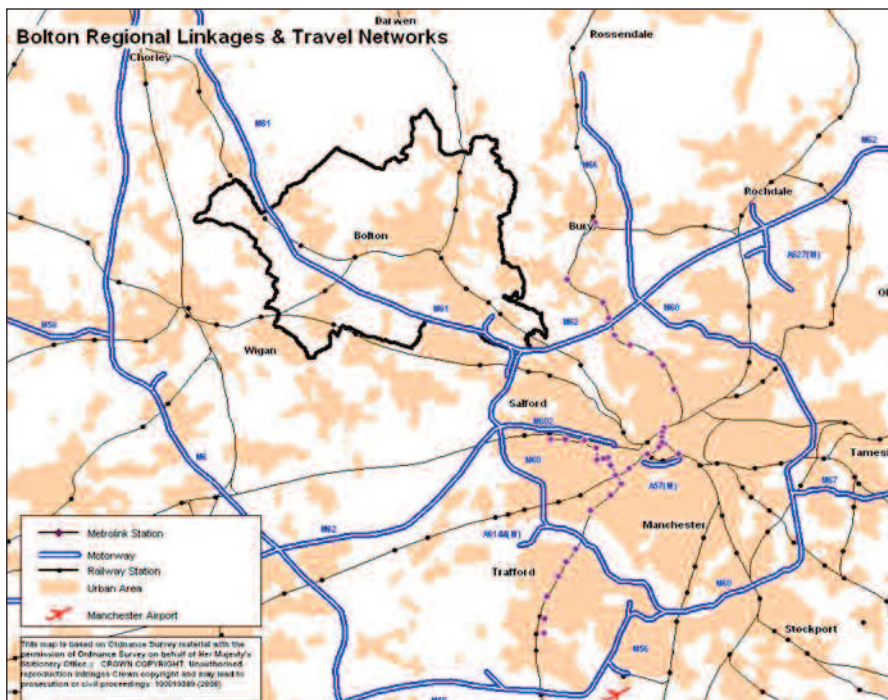 Darwen
Bolton Regional Linkages & Travel Networks
Rossendale
Chorley
M61
M62
M66
Rochdale
Bury
Bolton
A627(M)
M61
M62
M60
M58
Wigan
Salford
M602
M6
M60
A57(M)
Tames
M67
M62
Manchester
A6144(M)
Trafford
M60
Stockport
M56
Metrolink Station
Motorway
Railway Station
Urban Area
Manchester Airport
This map is based on Ordnance Survey material with the
permission of Ordnance Survey on behalf of Her Majesty's
Stationery Office. CROWN COPYRIGHT. Unauthorised
reproduction infringes Crown copyright and may lead to
prosecution or civil proceedings. 100019389 (2006)